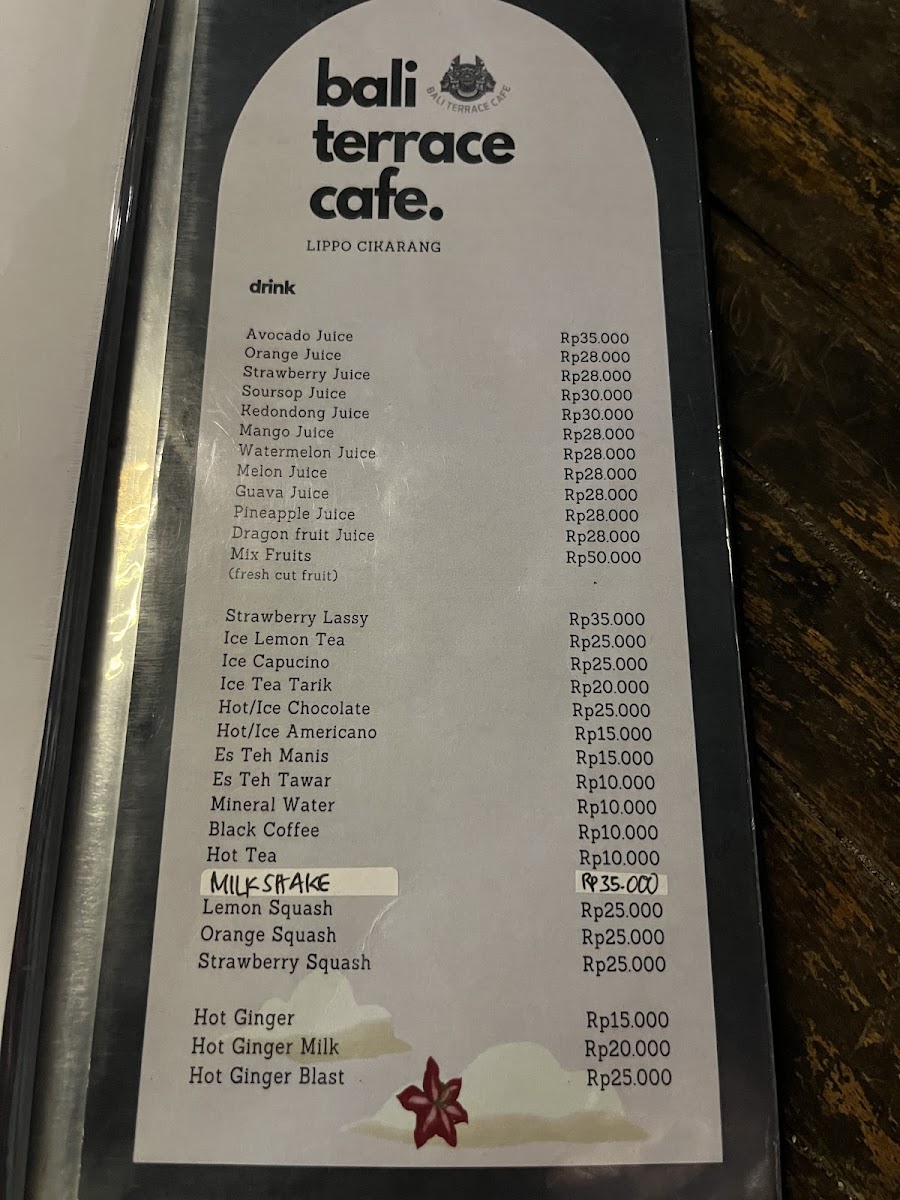 bali
BALI TERRACE CAFE
terrace
cafe.
LIPPO CIKARANG
drink
Avocado Juice Rp35.000
Orange Juice Rp28.000
Strawberry Juice Rp28.000
Soursop Juice Rp30.000
Kedondong Juice Rp30.000
Mango Juice Rp28.000
Watermelon Juice Rp28.000
Melon Juice Rp28.000
Guava Juice Rp28.000
Pineapple Juice Rp28.000
Dragon fruit Juice Rp28.000
Mix Fruits Rp50.000
(fresh cut fruit)
Strawberry Lassy Rp35.000
Ice Lemon Tea Rp25.000
Ice Capucino Rp25.000
Ice Tea Tarik Rp20.000
Hot/Ice Chocolate Rp25.000
Hot/Ice Americano Rp15.000
Es Teh Manis Rp15.000
Es Teh Tawar Rp10.000
Mineral Water Rp10.000
Black Coffee Rp10.000
Hot Tea Rp10.000
MILKSHAKE RP35.000
Lemon Squash Rp25.000
Orange Squash Rp25.000
Strawberry Squash Rp25.000
Hot Ginger Rp15.000
Hot Ginger Milk Rp20.000
Hot Ginger Blast Rp25.000